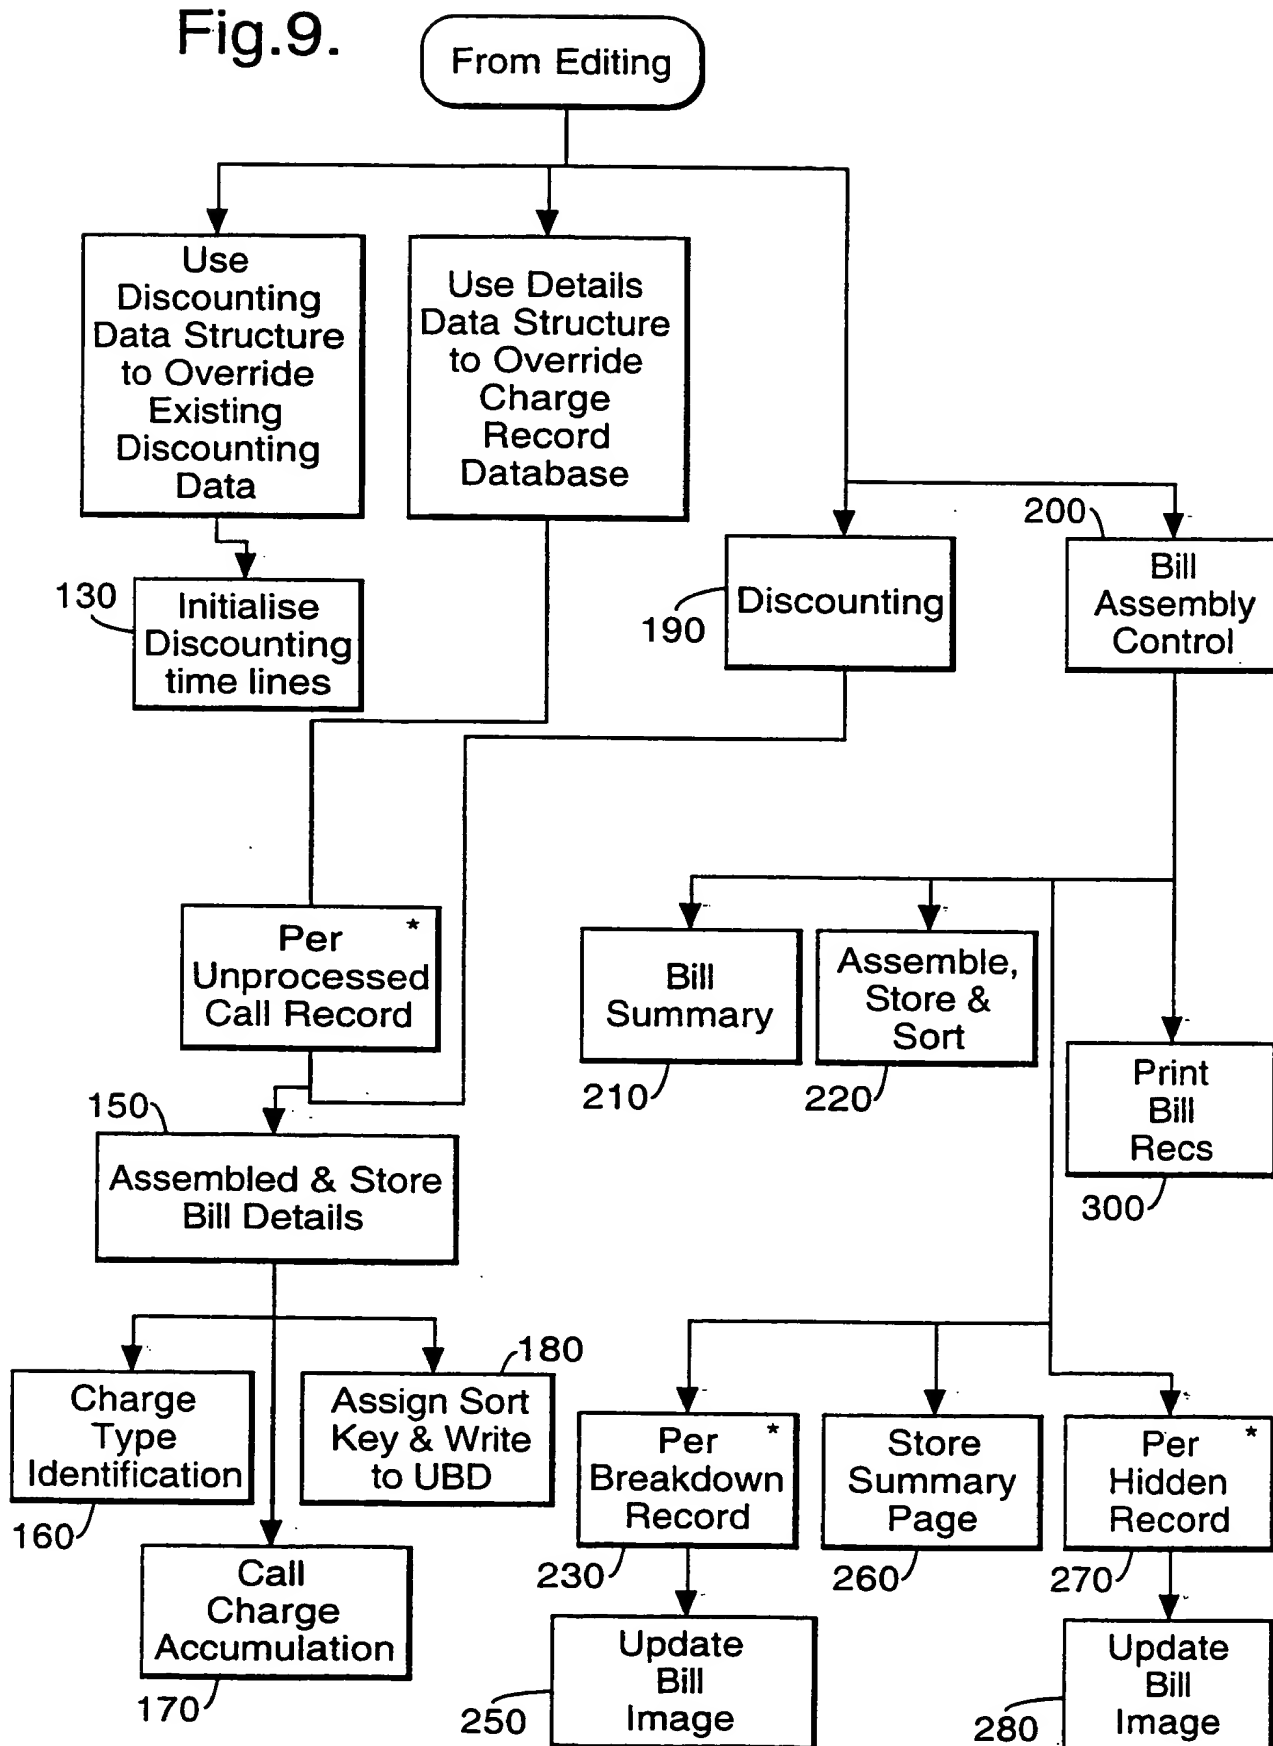 Fig.9.
From Editing
Use
Discounting
Data Structure
to Override
Existing
Discounting
Data
Use Details
Data Structure
to Override
Charge
Record
Database
130
Initialise
Discounting
time lines
190
Discounting
200
Bill
Assembly
Control
Per *
Unprocessed
Call Record
Bill
Summary
210
Assemble,
Store &
Sort
220
Print
Bill
Recs
300
150
Assembled & Store
Bill Details
Charge
Type
Identification
160
180
Assign Sort
Key & Write
to UBD
Call
Charge
Accumulation
170
Per *
Breakdown
Record
230
Store
Summary
Page
260
Per *
Hidden
Record
270
Update
Bill
Image
250
Update
Bill
Image
280